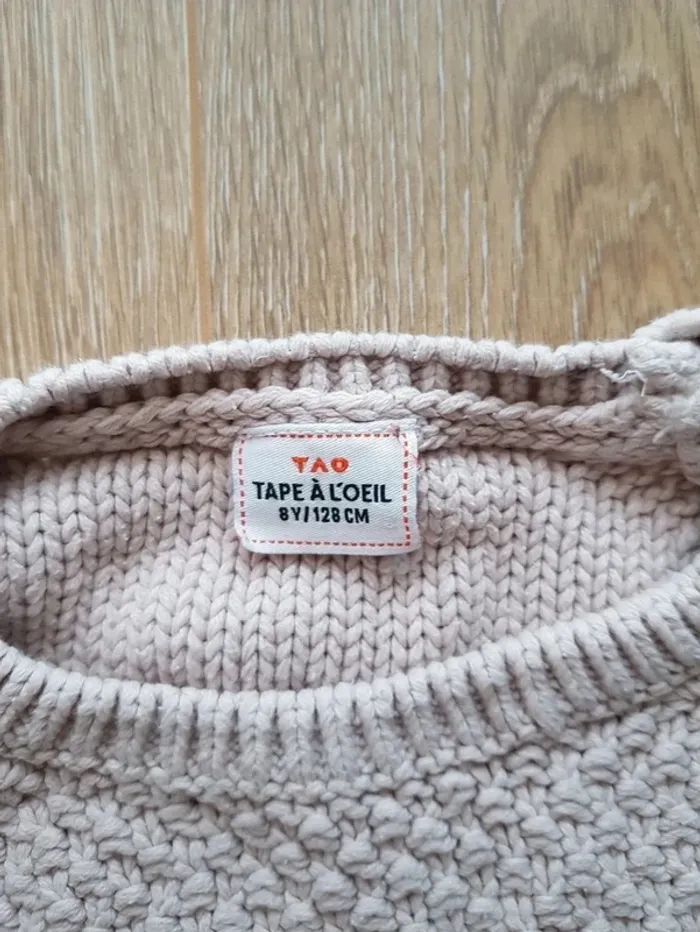 TAO
TAPE À L'OEIL
8Y/128 CM